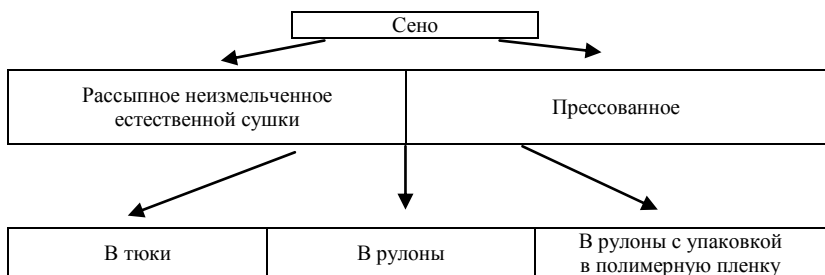 Сено
Рассыпное неизмельченное
естественной сушки
Прессованное
В тюки
В рулоны
В рулоны с упаковкой
в полимерную пленку